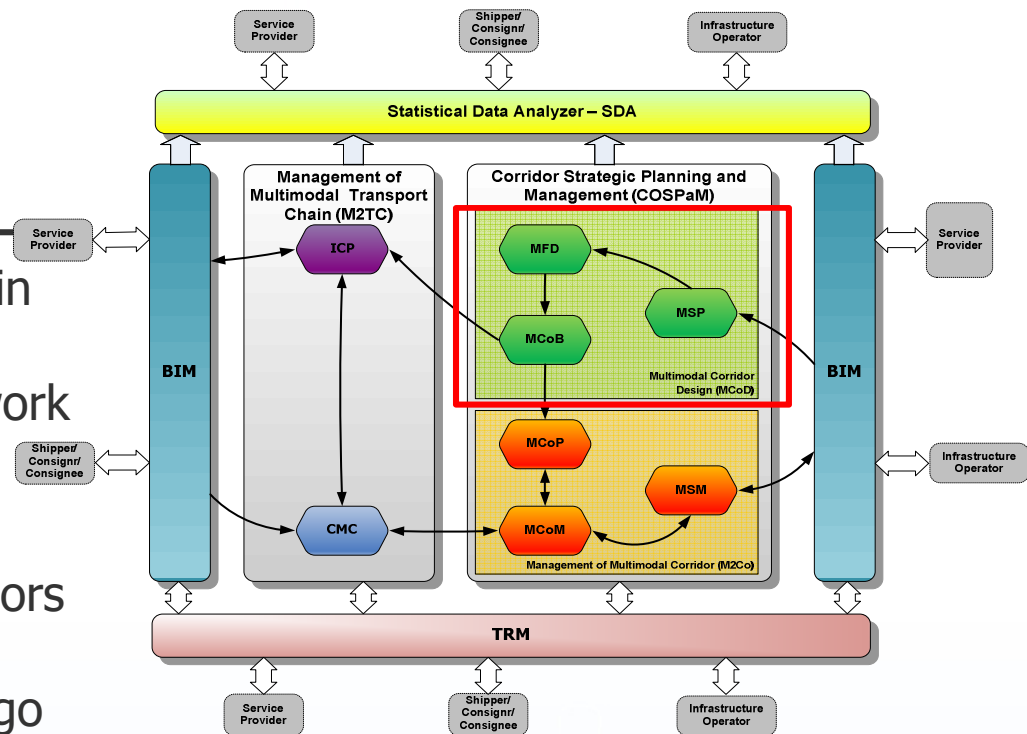 Service
Provider
Shipper/
Consignr/
Consignee
Infrastructure
Operator
Statistical Data Analyzer – SDA
Management of
Multimodal Transport
Chain (M2TC)
Corridor Strategic Planning and
Management (COSPaM)
Service
Provider
ICP
MFD
Service
Provider
in
MSP
MCoB
BIM
BIM
Multimodal Corridor
Design (MCoD)
work
MCoP
Shipper/
Consignr/
Consignee
Infrastructure
Operator
MSM
CMC
MCoM
Management of Multimodal Corridor (M2Co)
ors
TRM
Service
Provider
Shipper/
Consignr/
Consignee
Infrastructure
Operator
go